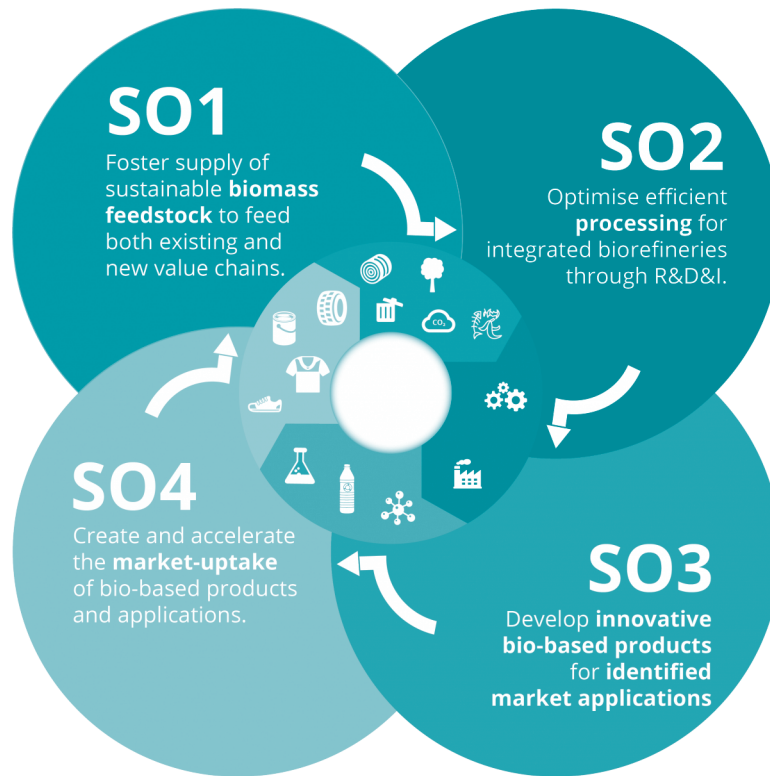 SO1
Foster supply of
sustainable biomass
feedstock to feed
both existing and
new value chains.
SO2
Optimise efficient
processing for
integrated biorefineries
through R&D&I.
CO₂
SO4
Create and accelerate
the market-uptake
of bio-based products
and applications.
SO3
Develop innovative
bio-based products
for identified
market applications